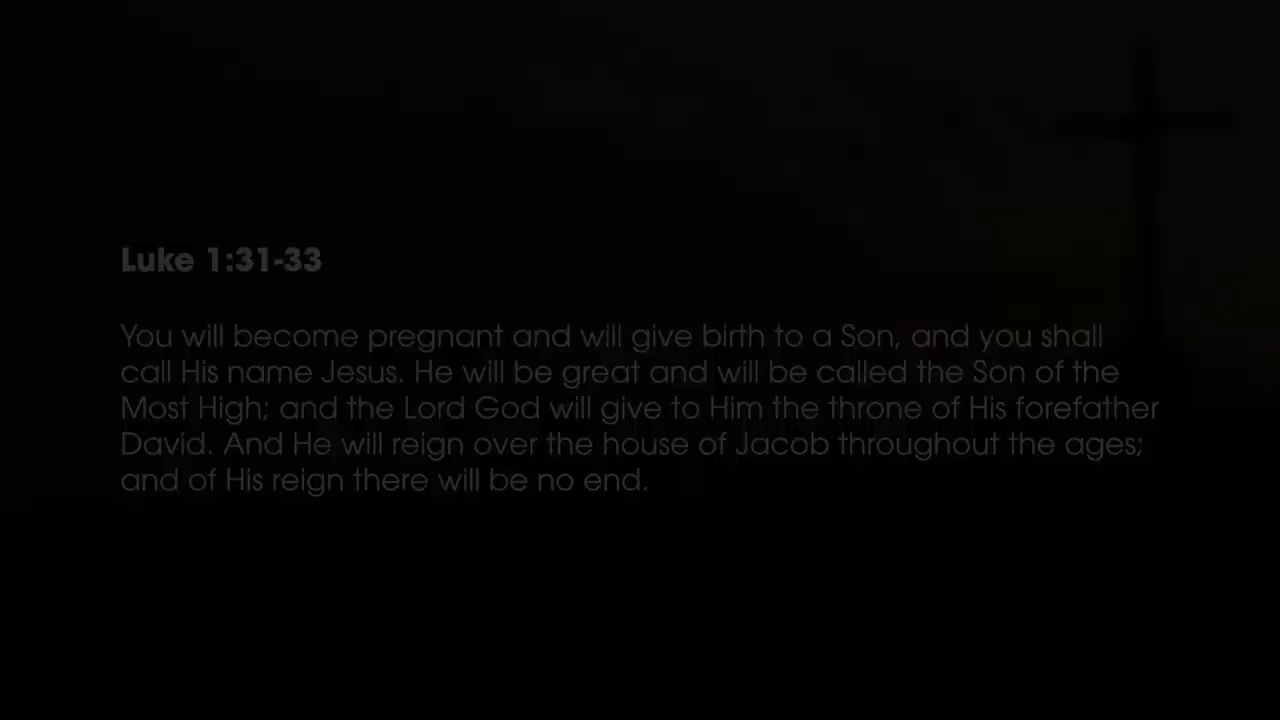 Luke 1:31-33
You will become pregnant and will give birth to a Son, and you shall
call His name Jesus. He will be great and will be called the Son of the
Most High; and the Lord God will give to Him the throne of His forefather
David. And He will reign over the house of Jacob throughout the ages;
and of His reign there will be no end.